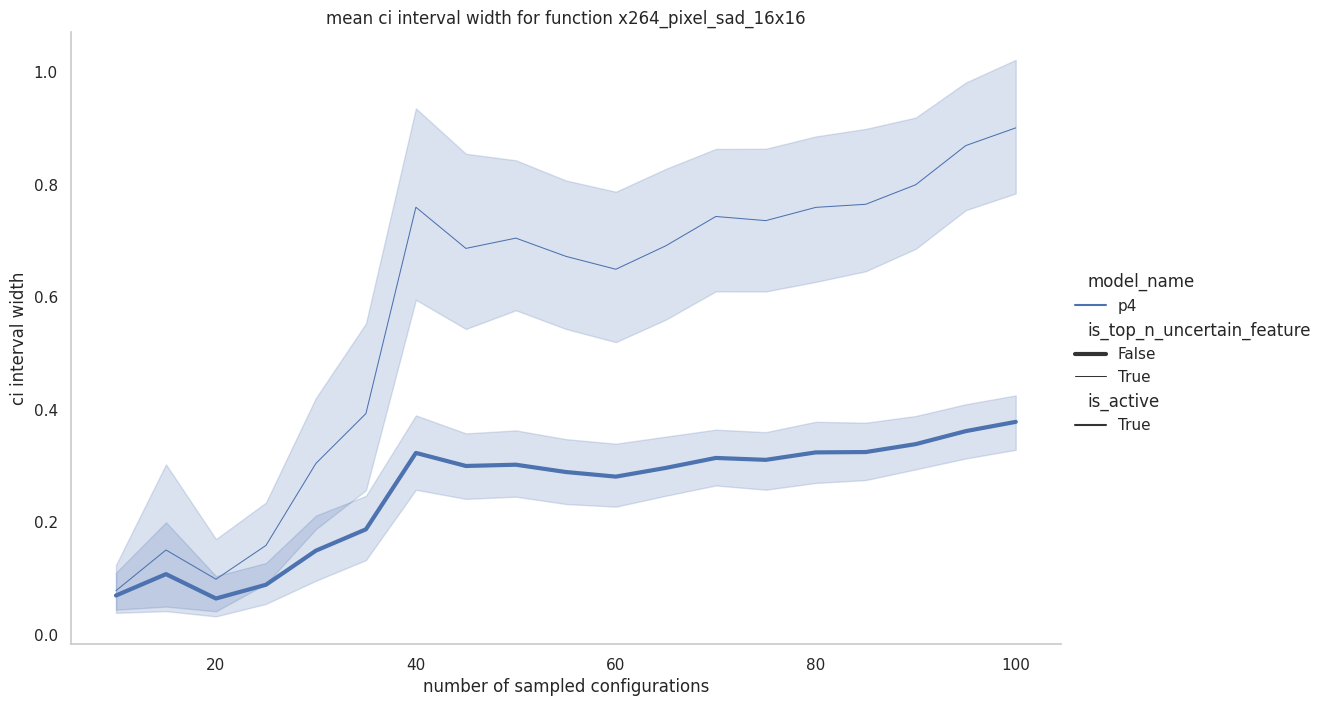 mean ci interval width for function x264_pixel_sad_16x16
1.0
0.8
0.6
0.4
0.2
0.0
ci interval width
20
40
60
80
100
number of sampled configurations
model_name
p4
is_top_n_uncertain_feature
False
True
is_active
True